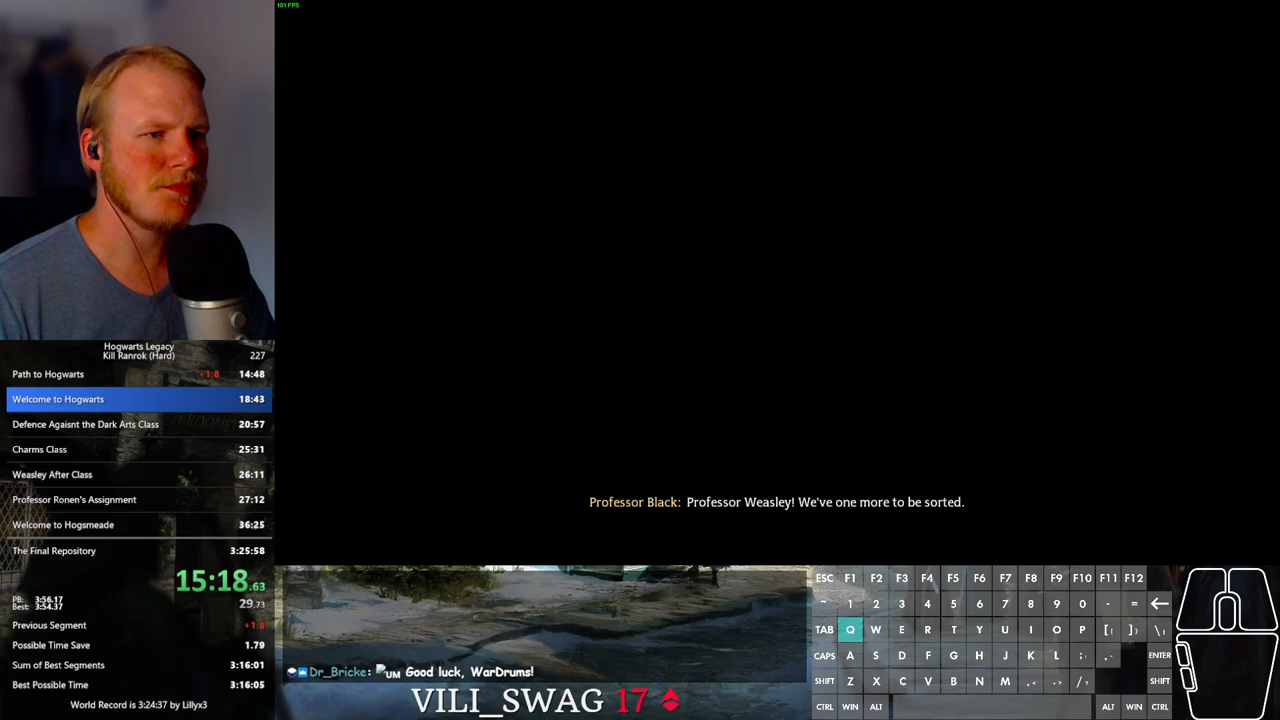 101 FPS
Hogwarts Legacy
Kill Ranrok (Hard) 227
Path to Hogwarts +1.8 14:48
Welcome to Hogwarts 18:43
Defence Agaisnt the Dark Arts Class 20:57
Charms Class 25:31
Weasley After Class 26:11
Professor Ronen's Assignment 27:12
Welcome to Hogsmeade 36:25
The Final Repository 3:25:58
15:18.63
PB: 3:56.17
Best: 3:54.37
29.73
Previous Segment +1.8
Possible Time Save 1.79
Sum of Best Segments 3:16:01
Best Possible Time 3:16:05
World Record is 3:24:37 by Lillyx3
Professor Black: Professor Weasley! We've one more to be sorted.
Dr_Bricke: UM Good luck, WarDrums!
VILI_SWAG 17
ESC F1 F2 F3 F4 F5 F6 F7 F8 F9 F10 F11 F12
~ 1 2 3 4 5 6 7 8 9 0 - = ←
TAB Q W E R T Y U I O P [{ ]} \|
CAPS A S D F G H J K L ;: ,- ENTER
SHIFT Z X C V B N M ,< .> /? SHIFT
CTRL WIN ALT ALT WIN CTRL